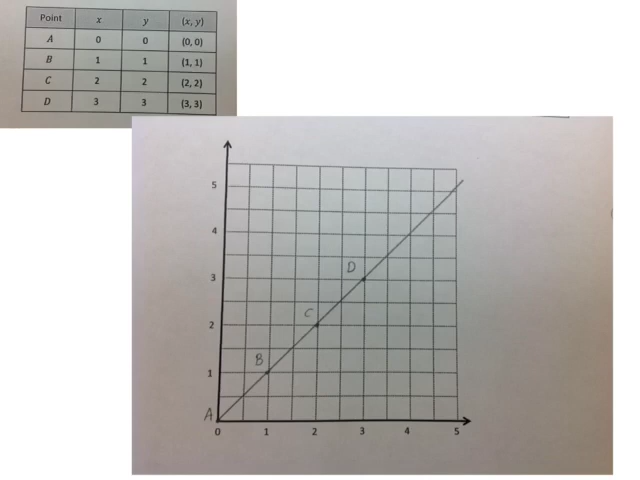 Point x y (x, y)
A 0 0 (0, 0)
B 1 1 (1, 1)
C 2 2 (2, 2)
D 3 3 (3, 3)
5
4
3
D
2
C
1
B
A
0 1 2 3 4 5